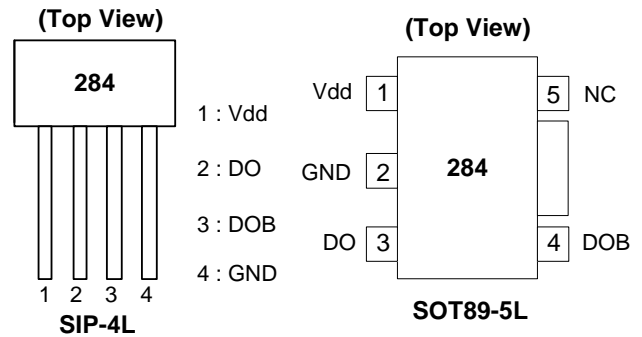 (Top View)
284
1 : Vdd
2 : DO
3 : DOB
4 : GND
1 2 3 4
SIP-4L
(Top View)
Vdd 1
5 NC
GND 2
284
DO 3
4 DOB
SOT89-5L